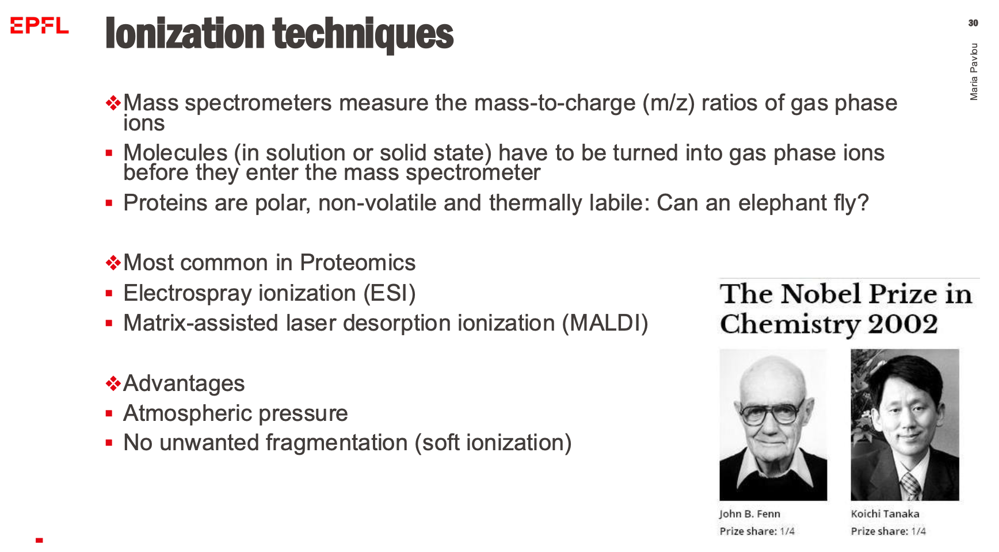 EPFL
Ionization techniques
30
Maria Pavlou
Mass spectrometers measure the mass-to-charge (m/z) ratios of gas phase
ions
Molecules (in solution or solid state) have to be turned into gas phase ions
before they enter the mass spectrometer
Proteins are polar, non-volatile and thermally labile: Can an elephant fly?
Most common in Proteomics
Electrospray ionization (ESI)
Matrix-assisted laser desorption ionization (MALDI)
Advantages
Atmospheric pressure
No unwanted fragmentation (soft ionization)
The Nobel Prize in
Chemistry 2002
John B. Fenn
Prize share: 1/4
Koichi Tanaka
Prize share: 1/4